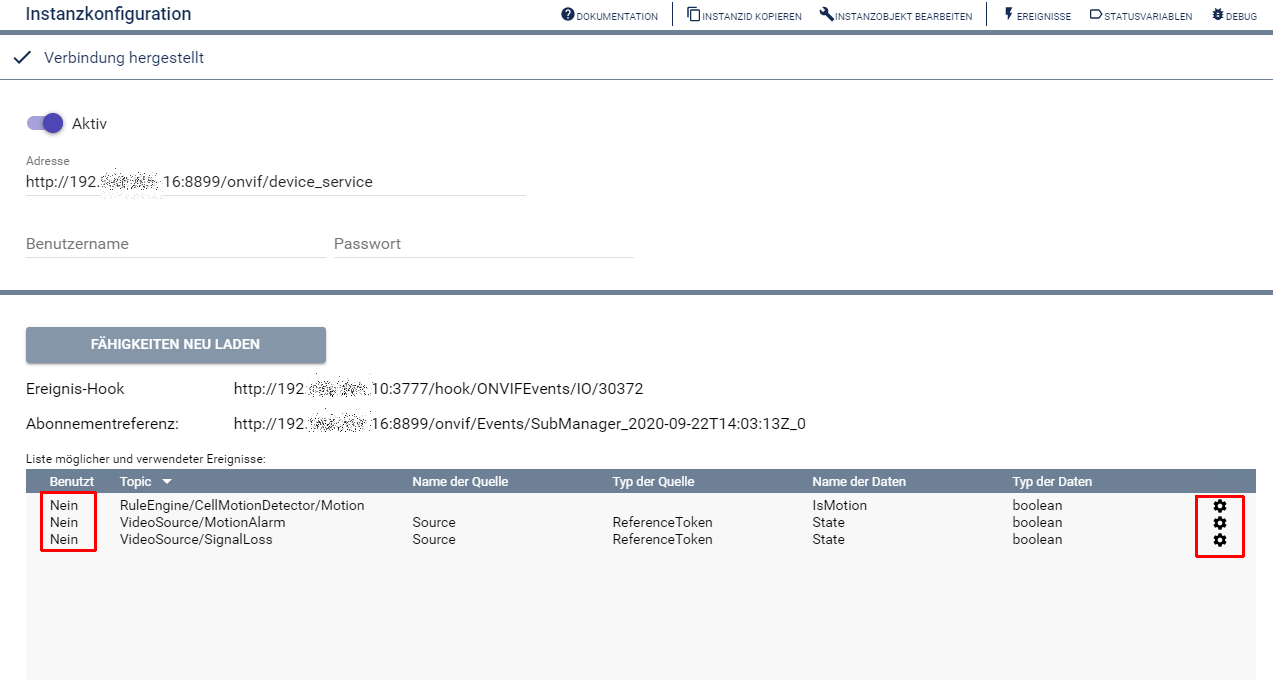 Instanzkonfiguration DOKUMENTATION INSTANZID KOPIEREN INSTANZOBJEKT BEARBEITEN EREIGNISSE STATUSVARIABLEN DEBUG
Verbindung hergestellt
Aktiv
Adresse
http://192. 16:8899/onvif/device_service
Benutzername Passwort
FÄHIGKEITEN NEU LADEN
Ereignis-Hook http://192. 10:3777/hook/ONVIFEvents/IO/30372
Abonnementreferenz: http://192. 16:8899/onvif/Events/SubManager_2020-09-22T14:03:13Z_0
Liste möglicher und verwendeter Ereignisse:
Benutzt Topic Name der Quelle Typ der Quelle Name der Daten Typ der Daten
Nein RuleEngine/CellMotionDetector/Motion IsMotion boolean
Nein VideoSource/MotionAlarm Source ReferenceToken State boolean
Nein VideoSource/SignalLoss Source ReferenceToken State boolean